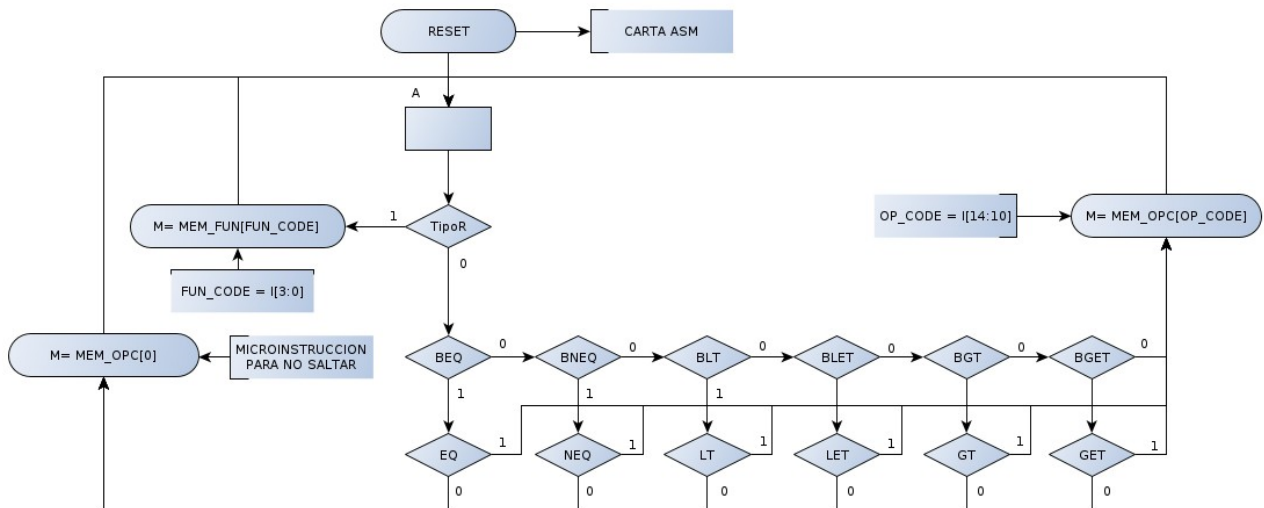 RESET
CARTA ASM
A
TipoR
1
0
M= MEM_FUN[FUN_CODE]
FUN_CODE = I[3:0]
OP_CODE = I[14:10]
M= MEM_OPC[OP_CODE]
M= MEM_OPC[0]
MICROINSTRUCCION
PARA NO SALTAR
BEQ
0
BNEQ
0
BLT
0
BLET
0
BGT
0
BGET
0
1
1
1
EQ
1
NEQ
1
LT
1
LET
1
GT
1
GET
1
0
0
0
0
0
0